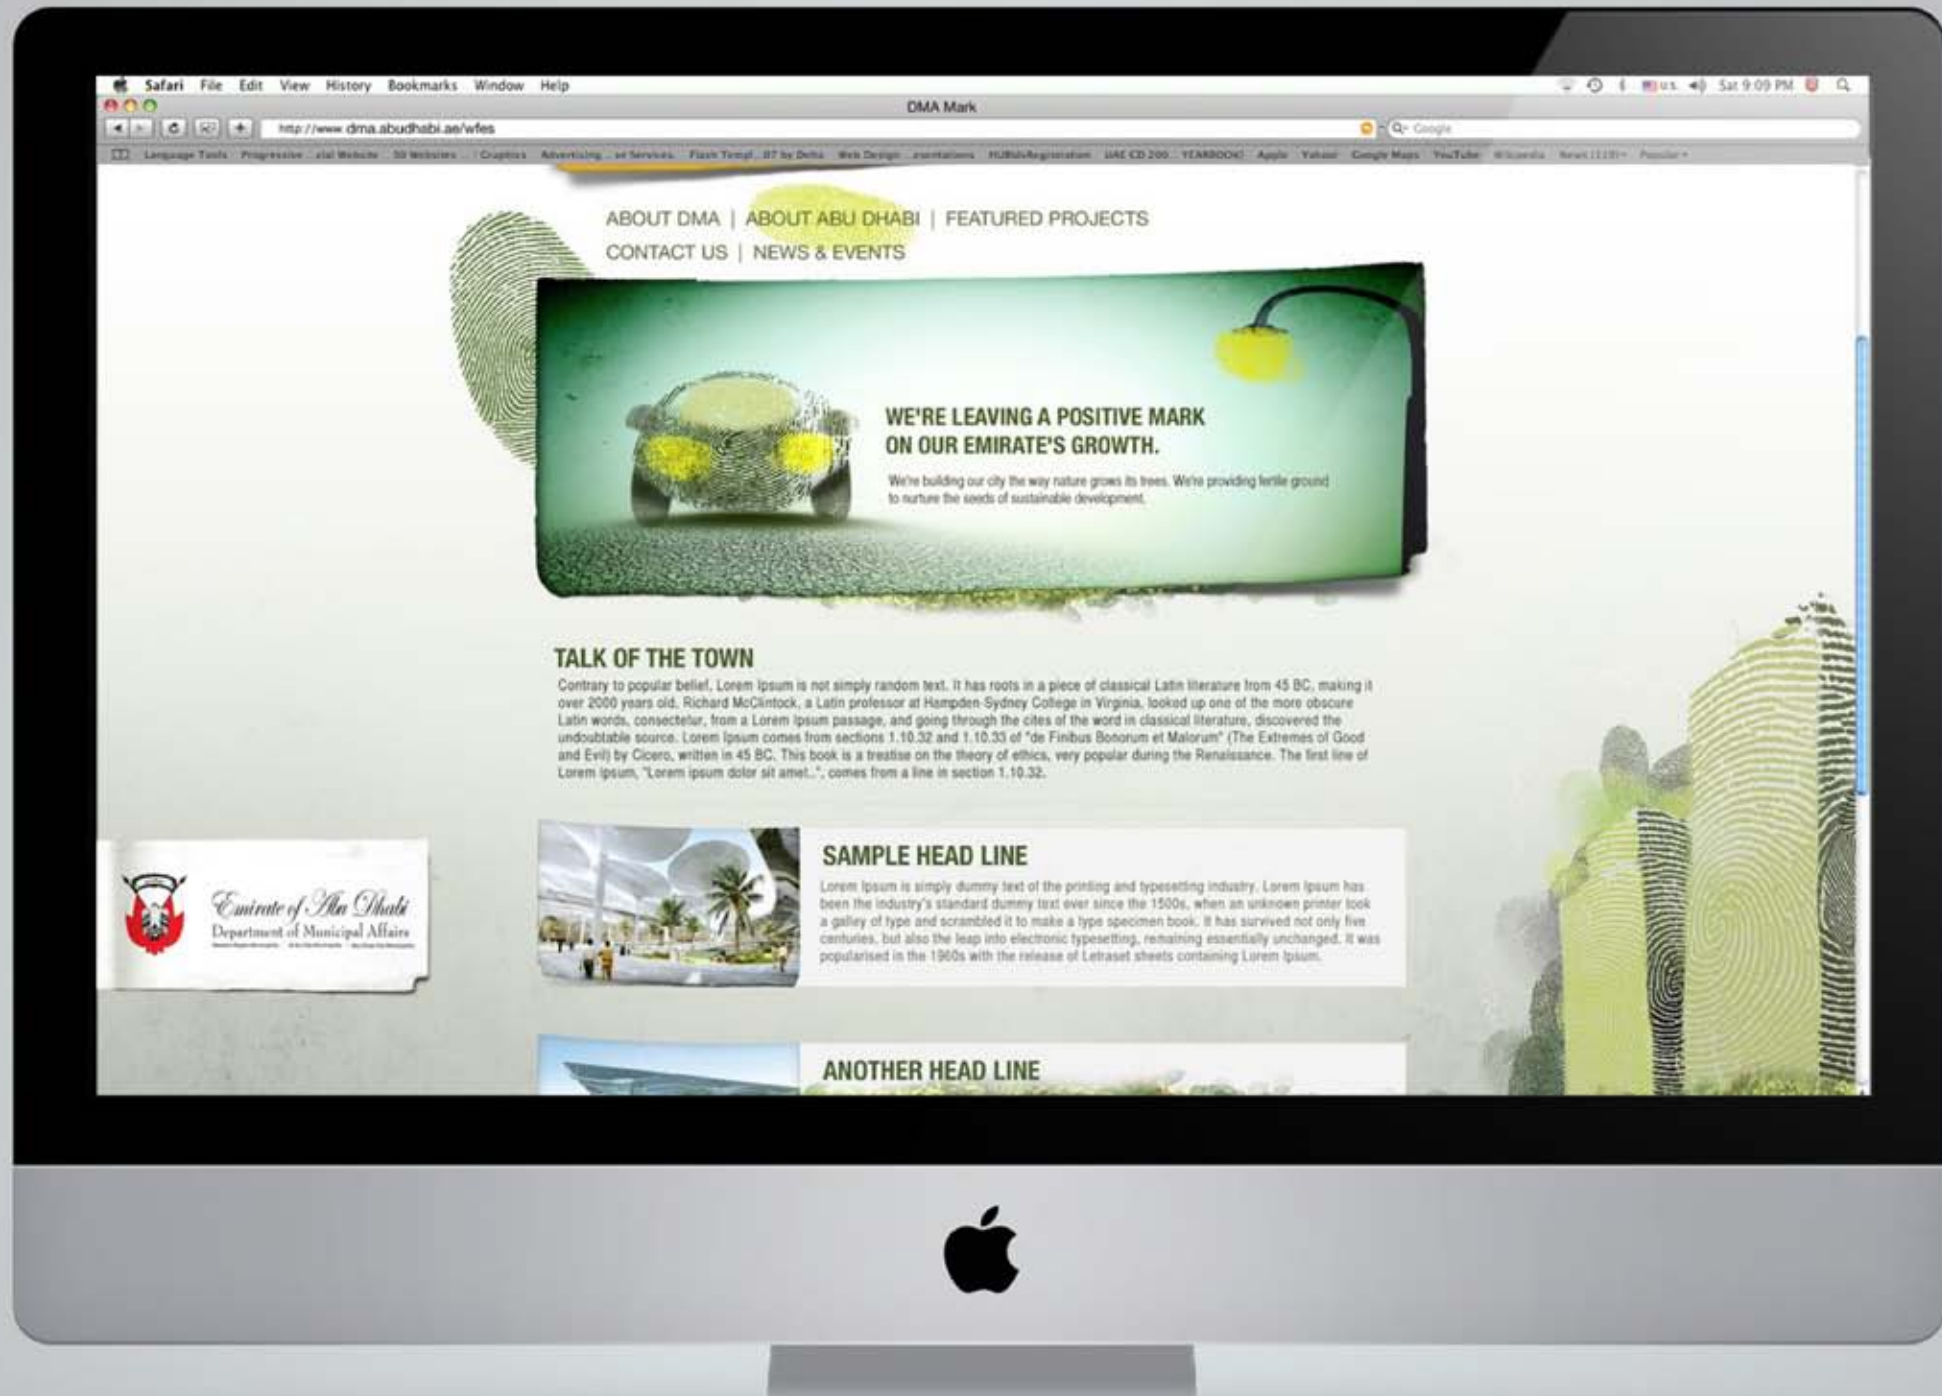 Safari File Edit View History Bookmarks Window Help
U.S. Sat 9:09 PM
DMA Mark
http://www.dma.abudhabi.ae/wfes
Google
Language Tools Apple Yahoo! Google Maps YouTube Wikipedia Popular
ABOUT DMA | ABOUT ABU DHABI | FEATURED PROJECTS
CONTACT US | NEWS & EVENTS
WE'RE LEAVING A POSITIVE MARK
ON OUR EMIRATE'S GROWTH.
We're building our city the way nature grows its trees. We're providing fertile ground
to nurture the seeds of sustainable development.
TALK OF THE TOWN
Contrary to popular belief, Lorem Ipsum is not simply random text. It has roots in a piece of classical Latin literature from 45 BC, making it
over 2000 years old. Richard McClintock, a Latin professor at Hampden-Sydney College in Virginia, looked up one of the more obscure
Latin words, consectetur, from a Lorem Ipsum passage, and going through the cites of the word in classical literature, discovered the
undoubtable source. Lorem Ipsum comes from sections 1.10.32 and 1.10.33 of "de Finibus Bonorum et Malorum" (The Extremes of Good
and Evil) by Cicero, written in 45 BC. This book is a treatise on the theory of ethics, very popular during the Renaissance. The first line of
Lorem Ipsum, "Lorem ipsum dolor sit amet..", comes from a line in section 1.10.32.
Emirate of Abu Dhabi
Department of Municipal Affairs
SAMPLE HEAD LINE
Lorem Ipsum is simply dummy text of the printing and typesetting industry. Lorem Ipsum has
been the industry's standard dummy text ever since the 1500s, when an unknown printer took
a galley of type and scrambled it to make a type specimen book. It has survived not only five
centuries, but also the leap into electronic typesetting, remaining essentially unchanged. It was
popularised in the 1960s with the release of Letraset sheets containing Lorem Ipsum.
ANOTHER HEAD LINE